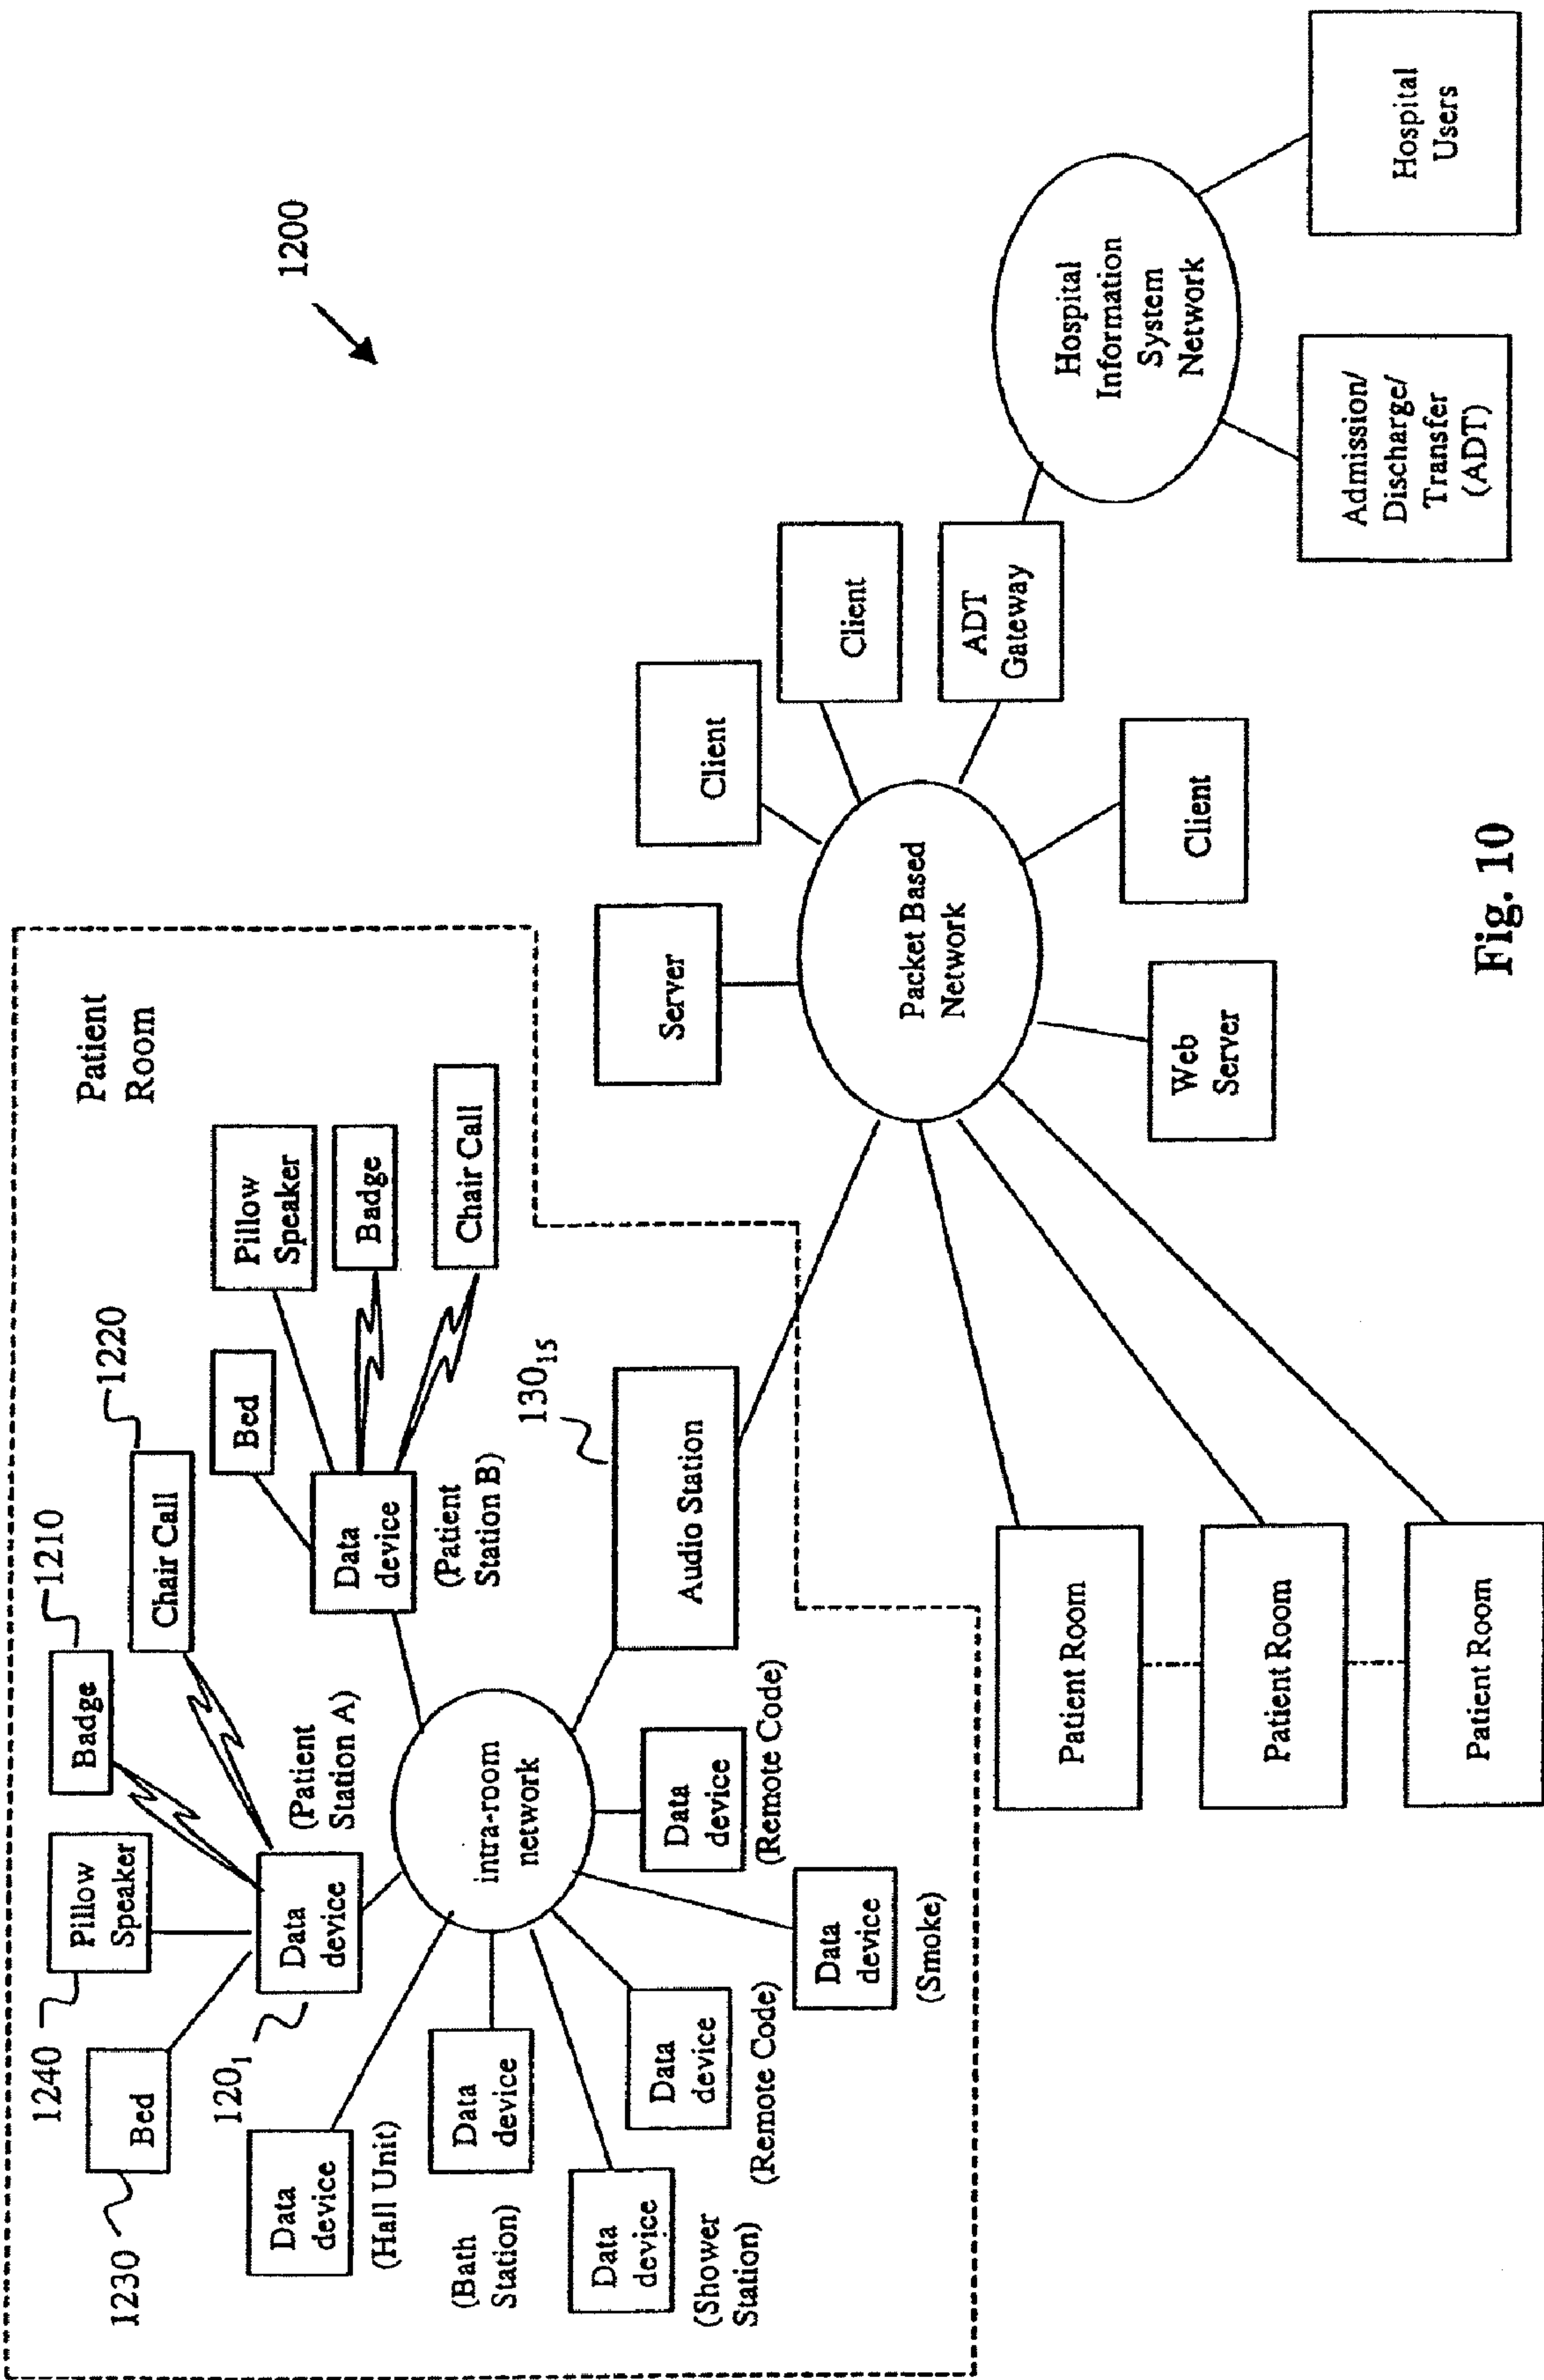 1200
Patient
Room
1210
1220
1240
1230
Bed
Pillow
Speaker
Badge
Chair Call
120₁
Data
device
(Patient
Station A)
Bed
Pillow
Speaker
Badge
Chair Call
Data
device
(Patient
Station B)
Data
device
(Hall Unit)
Data
device
(Bath
Station)
Data
device
(Shower
Station)
Data
device
(Remote Code)
Data
device
(Smoke)
Data
device
(Remote Code)
intra-room
network
130₁₅
Audio Station
Server
Client
Client
ADT
Gateway
Packet Based
Network
Web
Server
Client
Hospital
Information
System
Network
Admission/
Discharge/
Transfer
(ADT)
Hospital
Users
Patient Room
Patient Room
Patient Room
Fig. 10